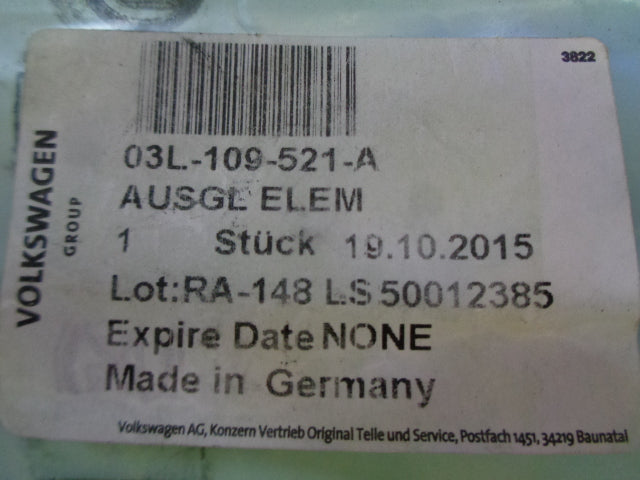 3822
03L-109-521-A
AUSGL ELEM
1 Stück 19.10.2015
Lot:RA-148 LS 50012385
Expire Date NONE
Made in Germany
VOLKSWAGEN
GROUP
Volkswagen AG, Konzern Vertrieb Original Teile und Service, Postfach 1451, 34219 Baunatal